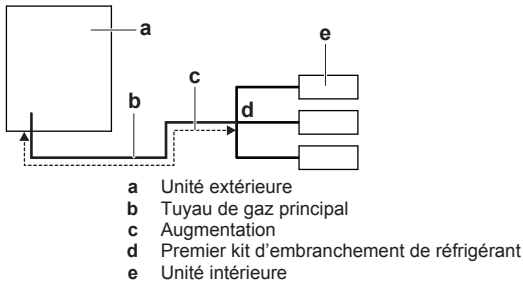 a
e
c
b
d
a Unité extérieure
b Tuyau de gaz principal
c Augmentation
d Premier kit d'embranchement de réfrigérant
e Unité intérieure